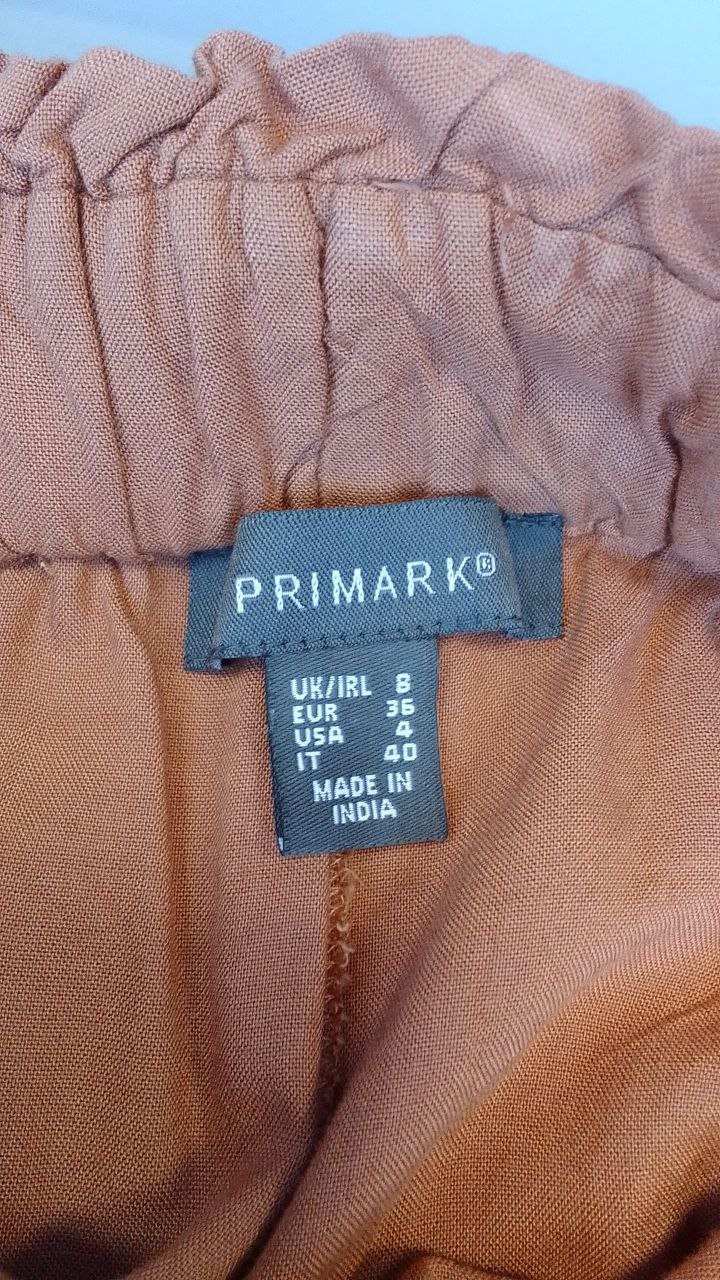 PRIMARK®
UK/IRL 8
EUR 36
USA 4
IT 40
MADE IN
INDIA